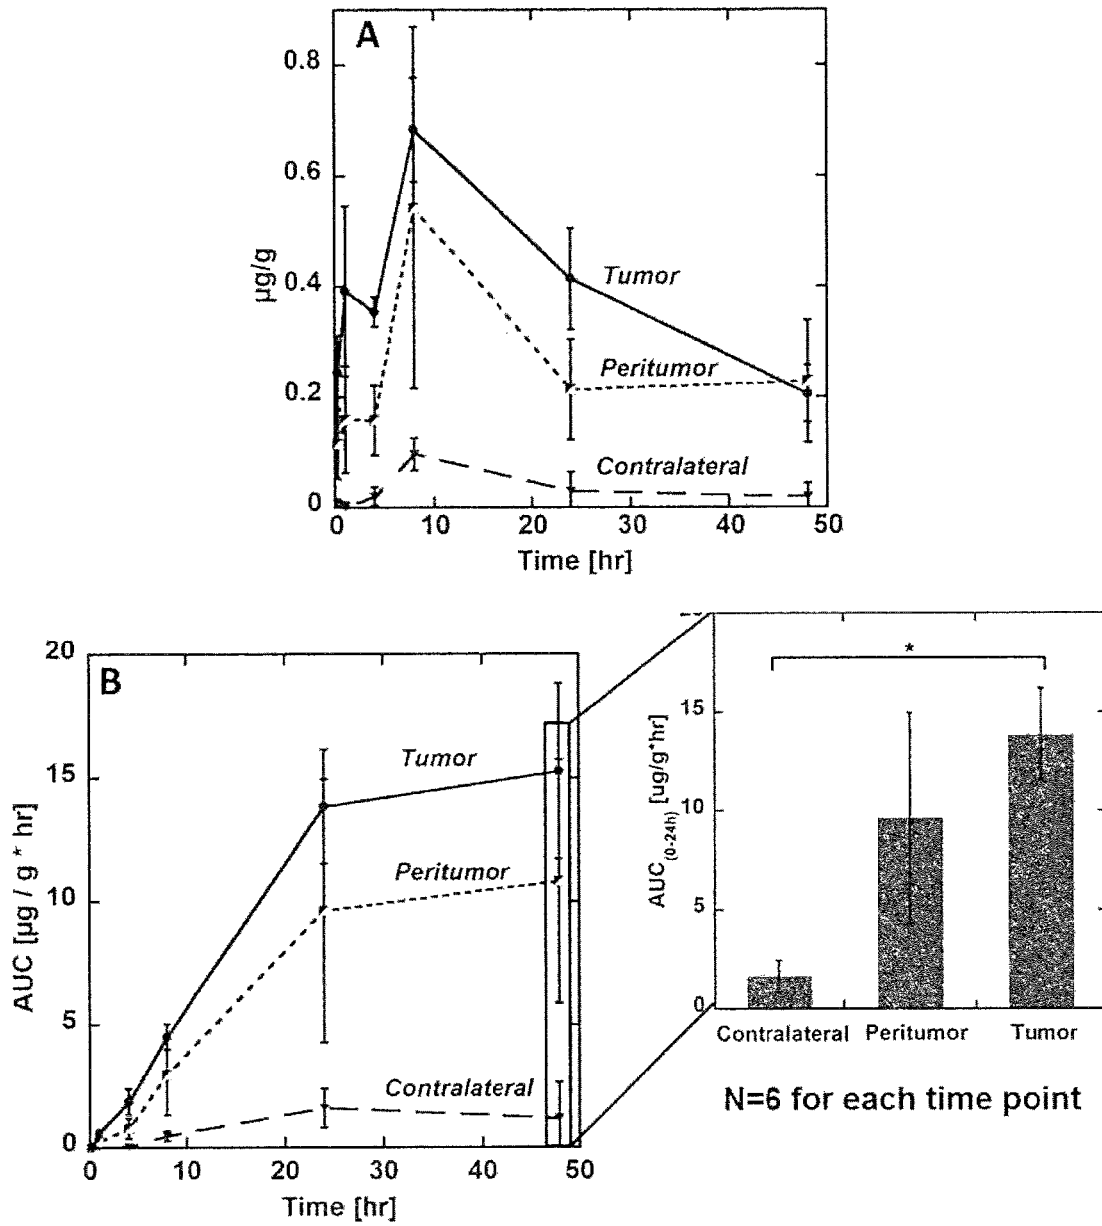 A
0.8
0.6
0.4
0.2
0
µg/g
Tumor
Peritumor
Contralateral
0 10 20 30 40 50
Time [hr]
B
20
15
10
5
0
AUC [µg / g * hr]
Tumor
Peritumor
Contralateral
0 10 20 30 40 50
Time [hr]
*
15
10
5
0
AUC(0-24h) [ug/g*hr]
Contralateral Peritumor Tumor
N=6 for each time point